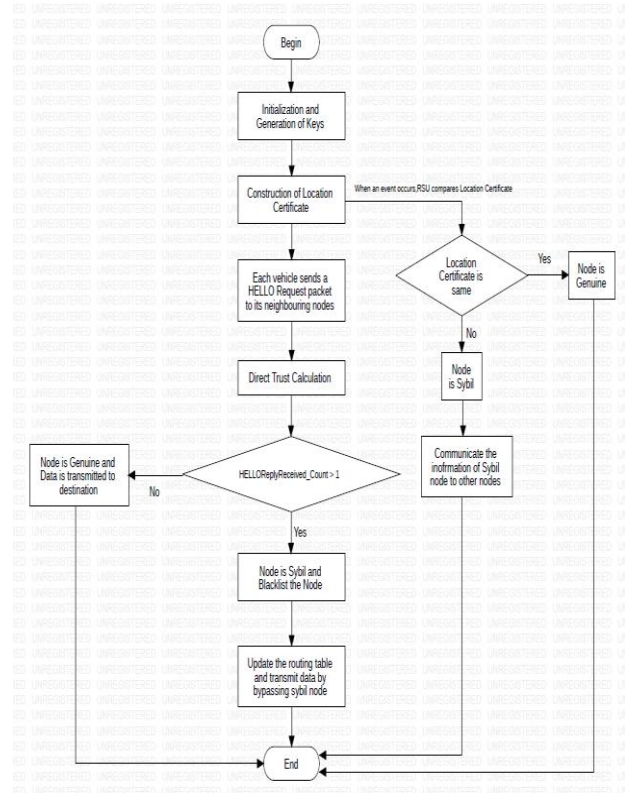 Begin
Initialization and
Generation of Keys
Construction of Location
Certificate
When an event occurs,RSU compares Location Certificate
Location
Certificate is
same
Yes
Node is
Genuine
No
Node
is Sybil
Communicate the
inofrmation of Sybil
node to other nodes
Each vehicle sends a
HELLO Request packet
to its neighbouring nodes
Direct Trust Calculation
HELLOReplyReceived_Count > 1
No
Node is Genuine and
Data is transmitted to
destination
Yes
Node is Sybil and
Blacklist the Node
Update the routing table
and transmit data by
bypassing sybil node
End